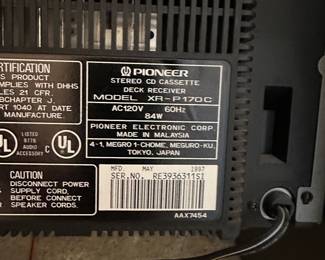 RTIFICATION
S PRODUCT
MPLIES WITH DHHS
LES 21 CFR.
BCHAPTER J.
RT 1040 AT DATE
MANUFACTURE.
PIONEER
STEREO CD CASSETTE
DECK RECEIVER
MODEL XR-P170C
AC120V 60Hz
84W
PIONEER ELECTRONIC CORP.
MADE IN MALAYSIA
4-1, MEGRO 1-CHOME, MEGURO-KU,
TOKYO, JAPAN
UL
LISTED
AUDIO
UL
CAUTION
DISCONNECT POWER
SUPPLY CORD,
BEFORE CONNECT
SPEAKER CORDS.
MFD. MAY 1997
SER.NO. RE3936311SI
AAX7454